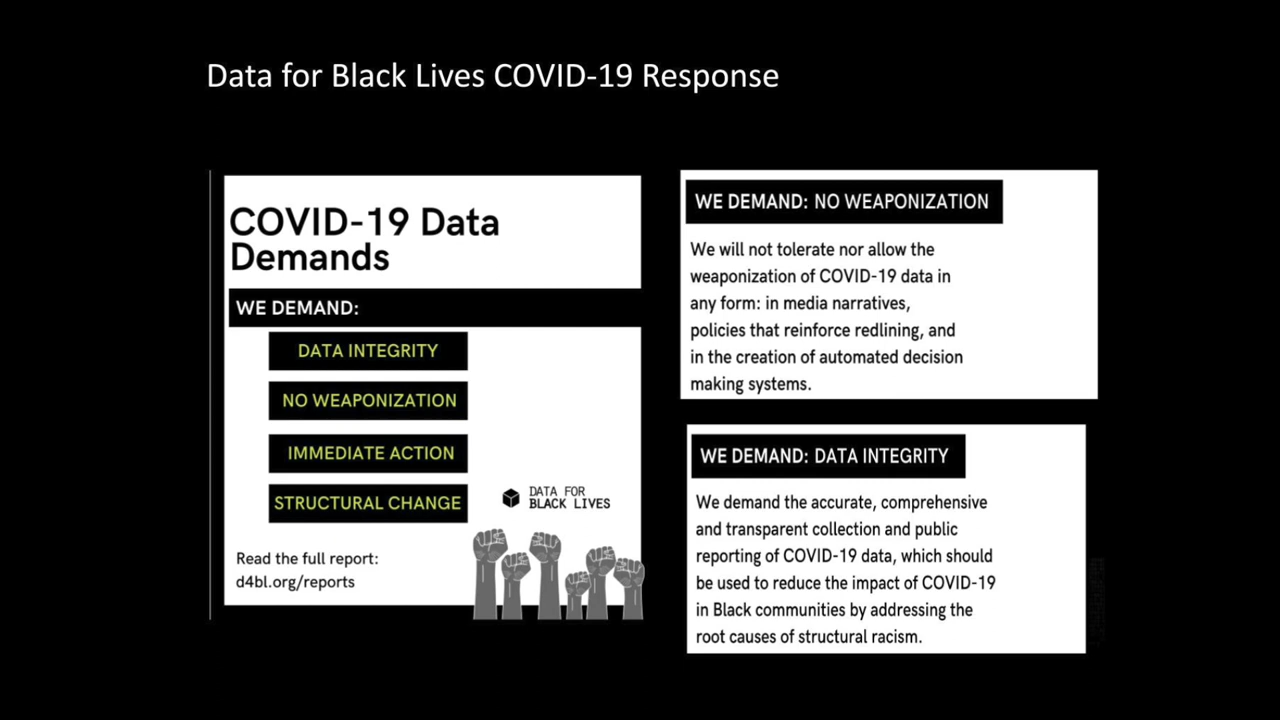 Data for Black Lives COVID-19 Response
COVID-19 Data
Demands
WE DEMAND:
DATA INTEGRITY
NO WEAPONIZATION
IMMEDIATE ACTION
STRUCTURAL CHANGE
DATA FOR
BLACK LIVES
Read the full report:
d4bl.org/reports
WE DEMAND: NO WEAPONIZATION
We will not tolerate nor allow the
weaponization of COVID-19 data in
any form: in media narratives,
policies that reinforce redlining, and
in the creation of automated decision
making systems.
WE DEMAND: DATA INTEGRITY
We demand the accurate, comprehensive
and transparent collection and public
reporting of COVID-19 data, which should
be used to reduce the impact of COVID-19
in Black communities by addressing the
root causes of structural racism.